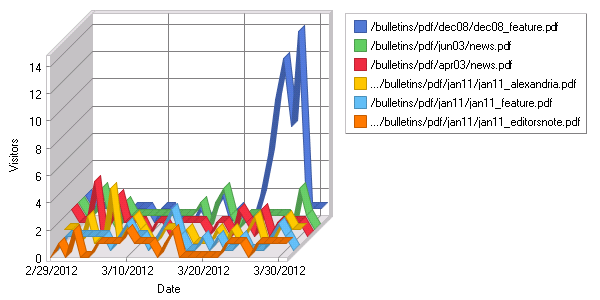 14
12
10
8
6
4
2
0
Visitors
2/29/2012
3/10/2012
3/20/2012
3/30/2012
Date
/bulletins/pdf/dec08/dec08_feature.pdf
/bulletins/pdf/jun03/news.pdf
/bulletins/pdf/apr03/news.pdf
.../bulletins/pdf/jan11/jan11_alexandria.pdf
/bulletins/pdf/jan11/jan11_feature.pdf
.../bulletins/pdf/jan11/jan11_editorsnote.pdf